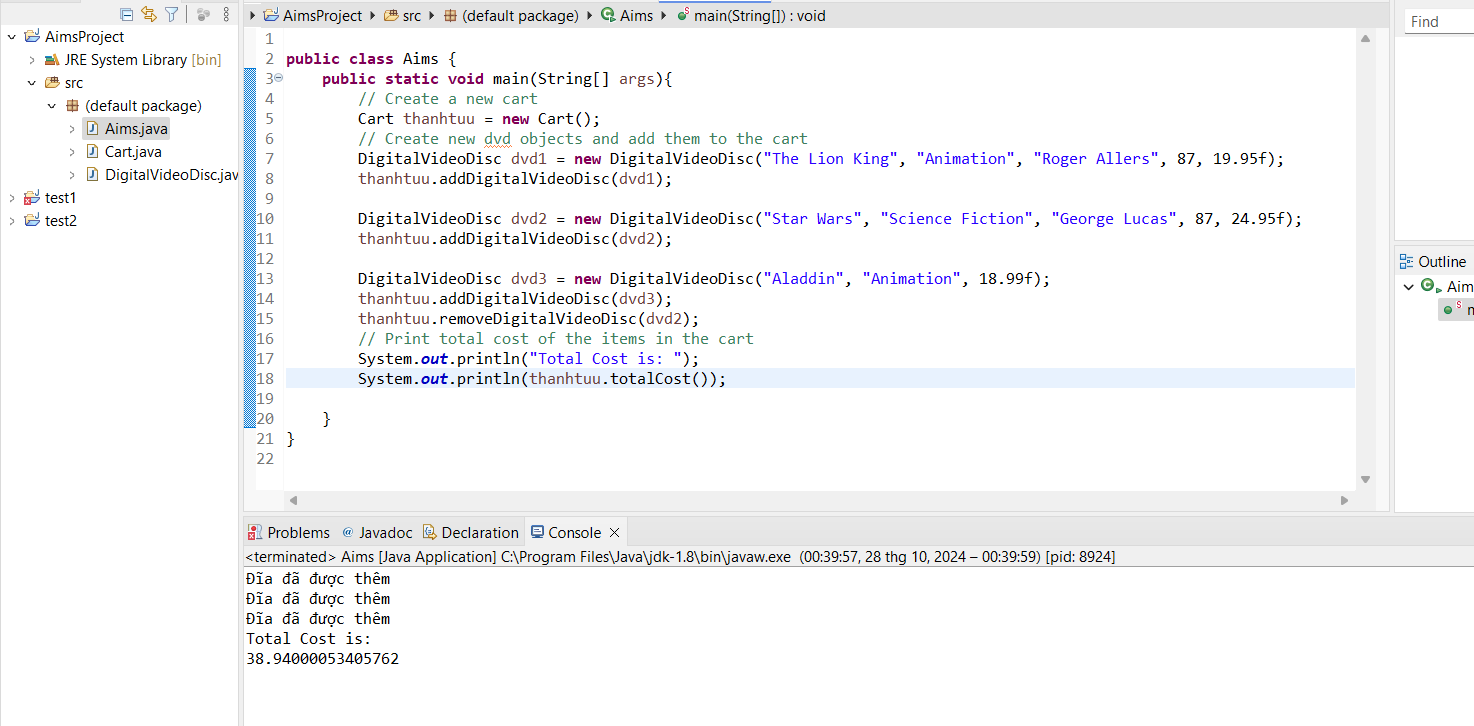 AimsProject
JRE System Library [bin]
src
(default package)
Aims.java
Cart.java
DigitalVideoDisc.jav
test1
test2
AimsProject src (default package) Aims main(String[]) : void
1
2 public class Aims {
3 public static void main(String[] args){
4 // Create a new cart
5 Cart thanhtuu = new Cart();
6 // Create new dvd objects and add them to the cart
7 DigitalVideoDisc dvd1 = new DigitalVideoDisc("The Lion King", "Animation", "Roger Allers", 87, 19.95f);
8 thanhtuu.addDigitalVideoDisc(dvd1);
9
10 DigitalVideoDisc dvd2 = new DigitalVideoDisc("Star Wars", "Science Fiction", "George Lucas", 87, 24.95f);
11 thanhtuu.addDigitalVideoDisc(dvd2);
12
13 DigitalVideoDisc dvd3 = new DigitalVideoDisc("Aladdin", "Animation", 18.99f);
14 thanhtuu.addDigitalVideoDisc(dvd3);
15 thanhtuu.removeDigitalVideoDisc(dvd2);
16 // Print total cost of the items in the cart
17 System.out.println("Total Cost is: ");
18 System.out.println(thanhtuu.totalCost());
19
20 }
21 }
22
Find
Outline
Aim
Problems @ Javadoc Declaration Console
<terminated> Aims [Java Application] C:\Program Files\Java\jdk-1.8\bin\javaw.exe (00:39:57, 28 thg 10, 2024 – 00:39:59) [pid: 8924]
Đĩa đã được thêm
Đĩa đã được thêm
Đĩa đã được thêm
Total Cost is:
38.94000053405762